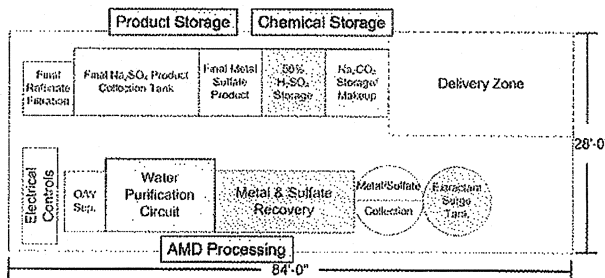 Product Storage
Chemical Storage
Final
Raffinate
Filtration
Final Na₂SO₄ Product
Collection Tank
Final Metal
Sulfate
Product
50%
H₂SO₄
Storage
Na₂CO₃
Storage/
Makeup
Delivery Zone
28'-0
Electrical
Controls
O/W
Sep.
Water
Purification
Circuit
Metal & Sulfate
Recovery
Metal/Sulfate
Collection
Extractant
Surge
Tank
AMD Processing
84'-0"